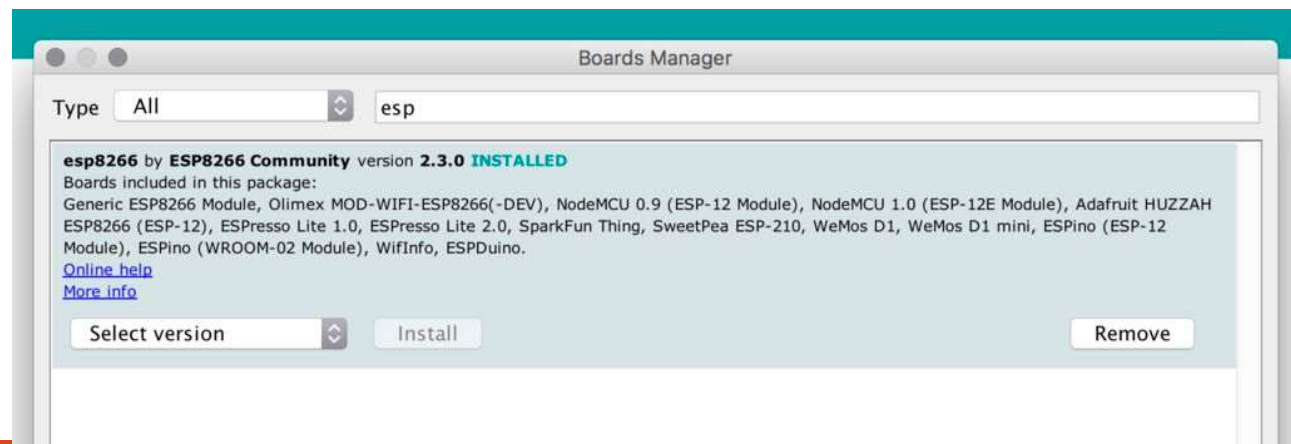 Boards Manager
Type All esp
esp8266 by ESP8266 Community version 2.3.0 INSTALLED
Boards included in this package:
Generic ESP8266 Module, Olimex MOD-WIFI-ESP8266(-DEV), NodeMCU 0.9 (ESP-12 Module), NodeMCU 1.0 (ESP-12E Module), Adafruit HUZZAH
ESP8266 (ESP-12), ESPresso Lite 1.0, ESPresso Lite 2.0, SparkFun Thing, SweetPea ESP-210, WeMos D1, WeMos D1 mini, ESPino (ESP-12
Module), ESPino (WROOM-02 Module), WifInfo, ESPDuino.
Online help
More info
Select version Install Remove